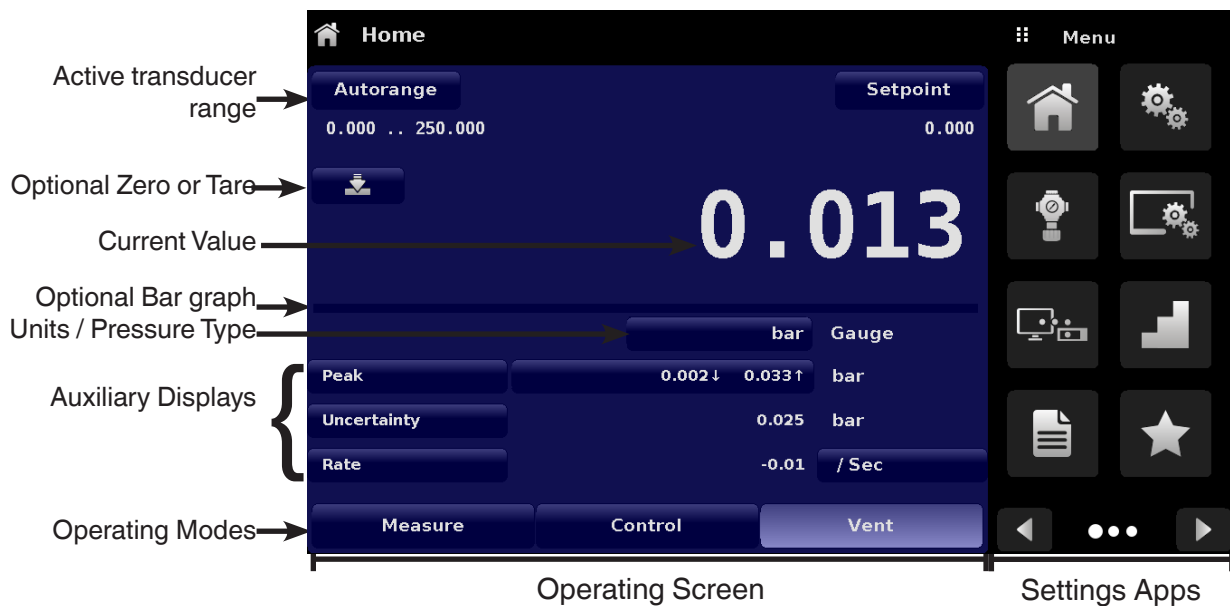 Home
Menu
Active transducer
range
Autorange
Setpoint
0.000 .. 250.000
0.000
Optional Zero or Tare
0.013
Current Value
Optional Bar graph
Units / Pressure Type
bar
Gauge
Auxiliary Displays
Peak
0.002↓ 0.033↑
bar
Uncertainty
0.025
bar
Rate
-0.01
/ Sec
Operating Modes
Measure
Control
Vent
Operating Screen
Settings Apps